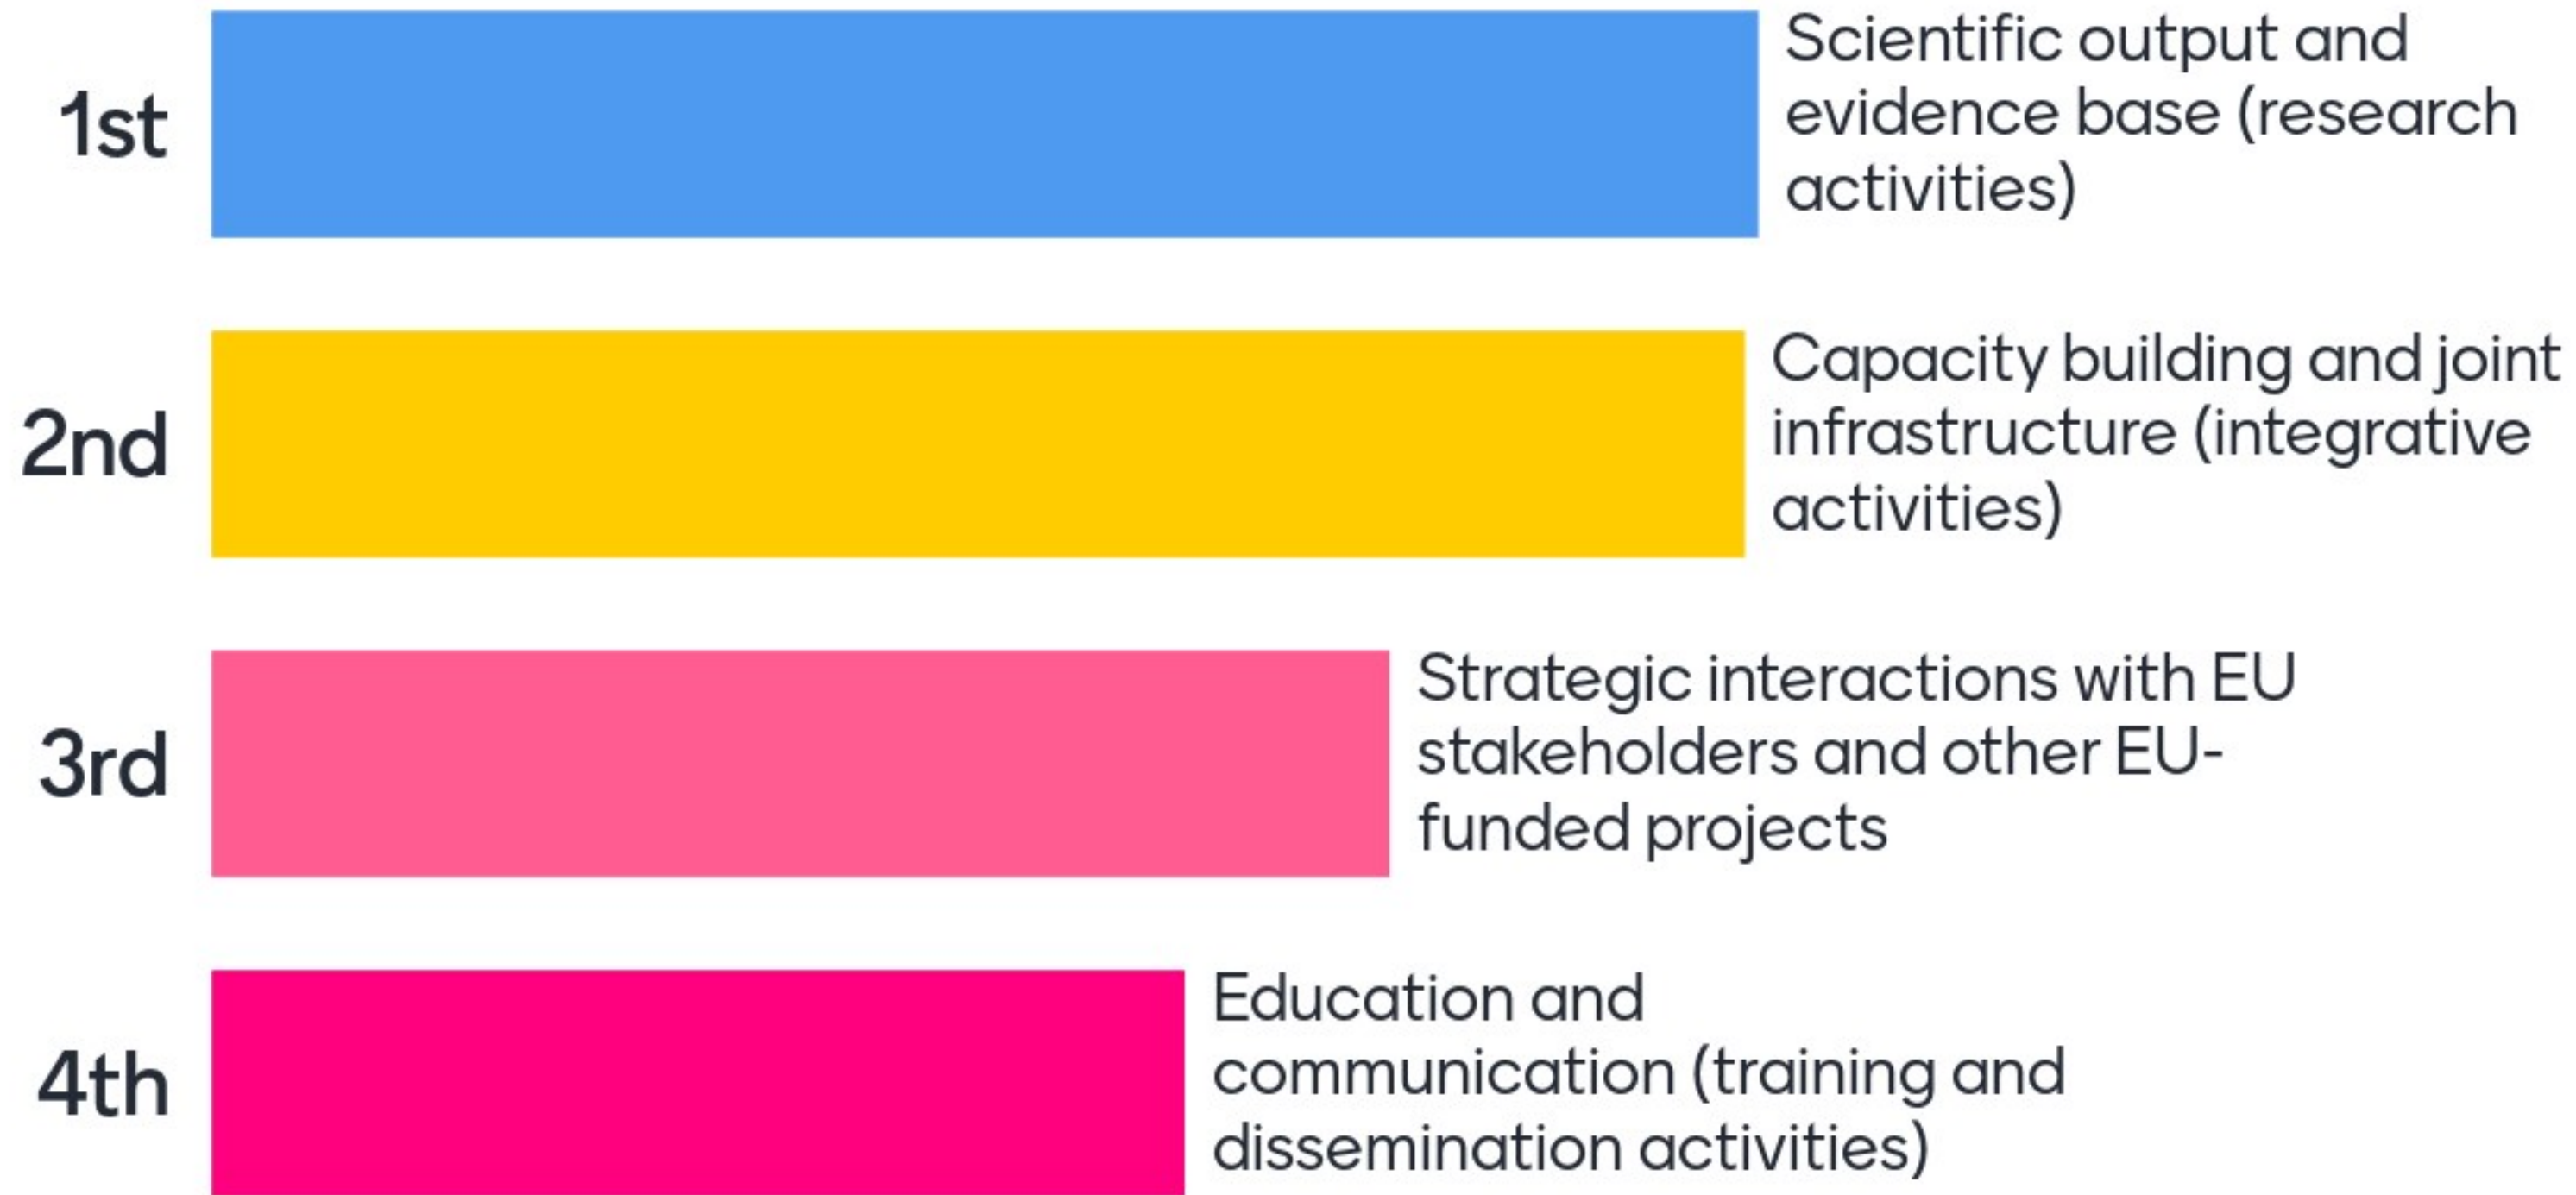 1st
Scientific output and
evidence base (research
activities)
2nd
Capacity building and joint
infrastructure (integrative
activities)
3rd
Strategic interactions with EU
stakeholders and other EU-
funded projects
4th
Education and
communication (training and
dissemination activities)